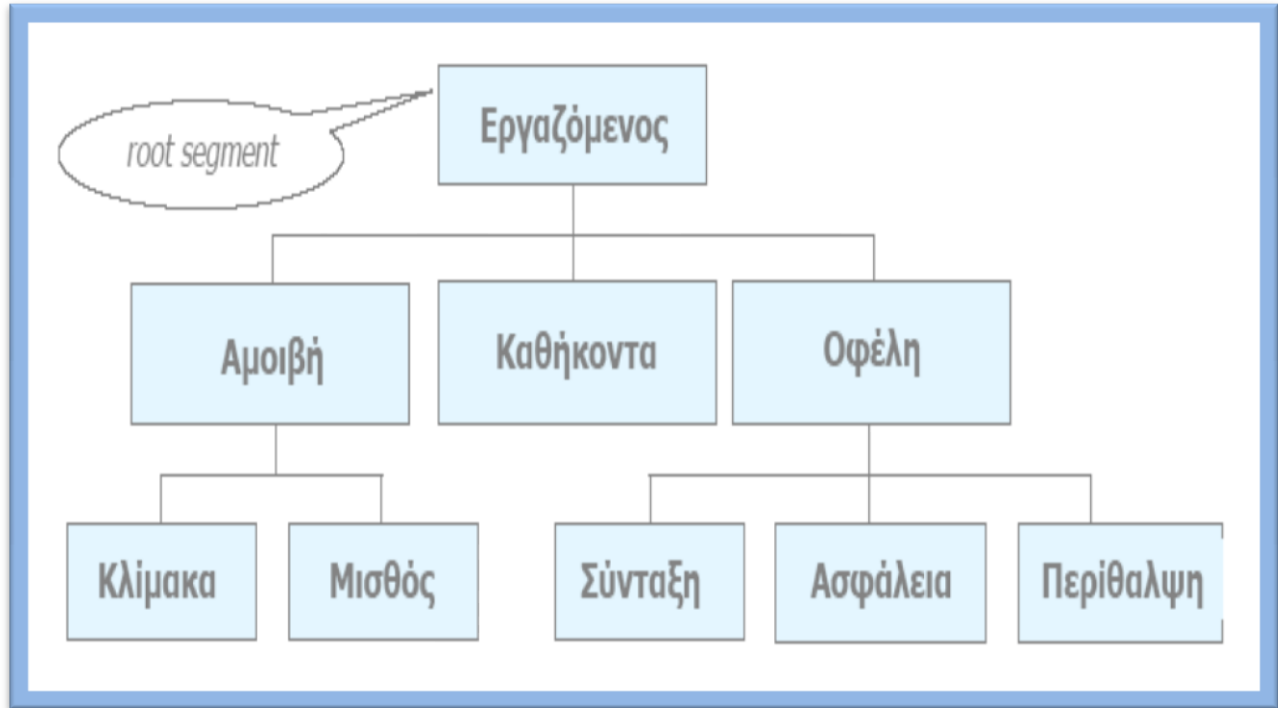 Εργαζόμενος
root segment
Αμοιβή
Καθήκοντα
Οφέλη
Κλίμακα
Μισθός
Σύνταξη
Ασφάλεια
Περίθαλψη